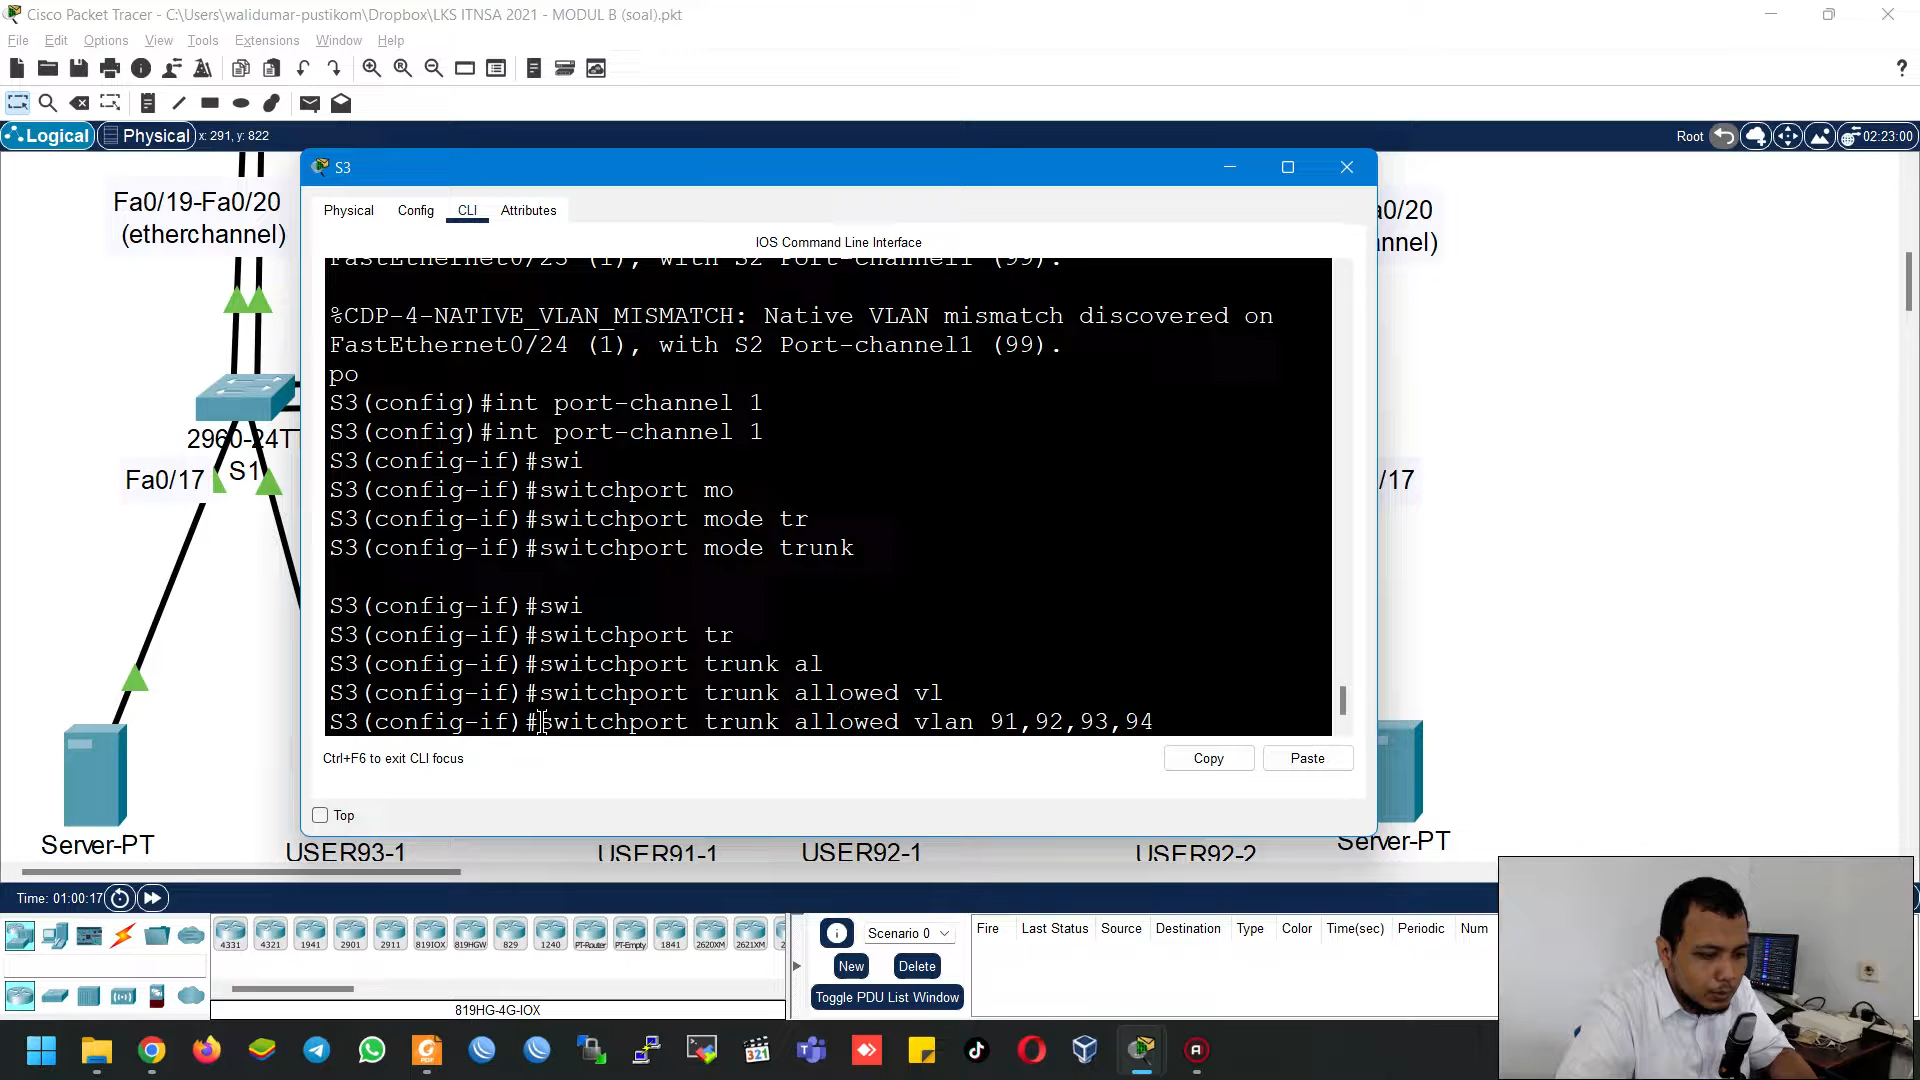 Cisco Packet Tracer - C:\Users\walidumar-pustikom\Dropbox\LKS ITNSA 2021 - MODUL B (soal).pkt
File Edit Options View Tools Extensions Window Help
?
Logical Physical x: 291, y: 822
Root 02:23:00
Fa0/19-Fa0/20
(etherchannel)
2960-24T
S1
Fa0/17
Server-PT
S3
Physical Config CLI Attributes
IOS Command Line Interface
FastEthernet0/23 (1), with S2 Port-channel1 (99).
%CDP-4-NATIVE_VLAN_MISMATCH: Native VLAN mismatch discovered on
FastEthernet0/24 (1), with S2 Port-channel1 (99).
po
S3(config)#int port-channel 1
S3(config)#int port-channel 1
S3(config-if)#swi
S3(config-if)#switchport mo
S3(config-if)#switchport mode tr
S3(config-if)#switchport mode trunk
S3(config-if)#swi
S3(config-if)#switchport tr
S3(config-if)#switchport trunk al
S3(config-if)#switchport trunk allowed vl
S3(config-if)#switchport trunk allowed vlan 91,92,93,94
Ctrl+F6 to exit CLI focus
Copy Paste
Top
a0/20
nnel)
/17
Server-PT
USER93-1 USER91-1 USER92-1 USER92-2
Time: 01:00:17
4331 4321 1941 2901 2911 819IOX 819HGW 829 1240 PT-Router PT-Empty 1841 2620XM 2621XM
819HG-4G-IOX
Scenario 0
New Delete
Toggle PDU List Window
Fire Last Status Source Destination Type Color Time(sec) Periodic Num
321